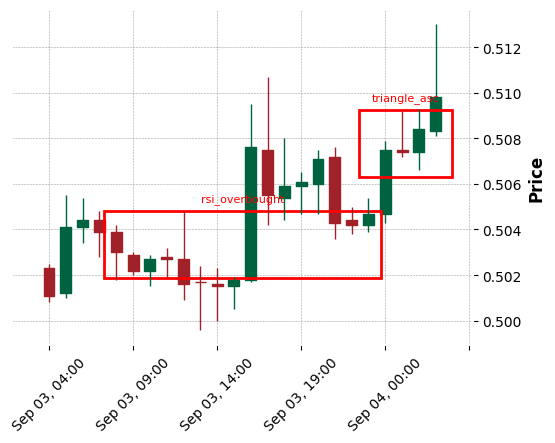 0.512
0.510
triangle_asc
0.508
0.506
rsi_overbought
0.504
0.502
0.500
Price
Sep 03, 04:00
Sep 03, 09:00
Sep 03, 14:00
Sep 03, 19:00
Sep 04, 00:00